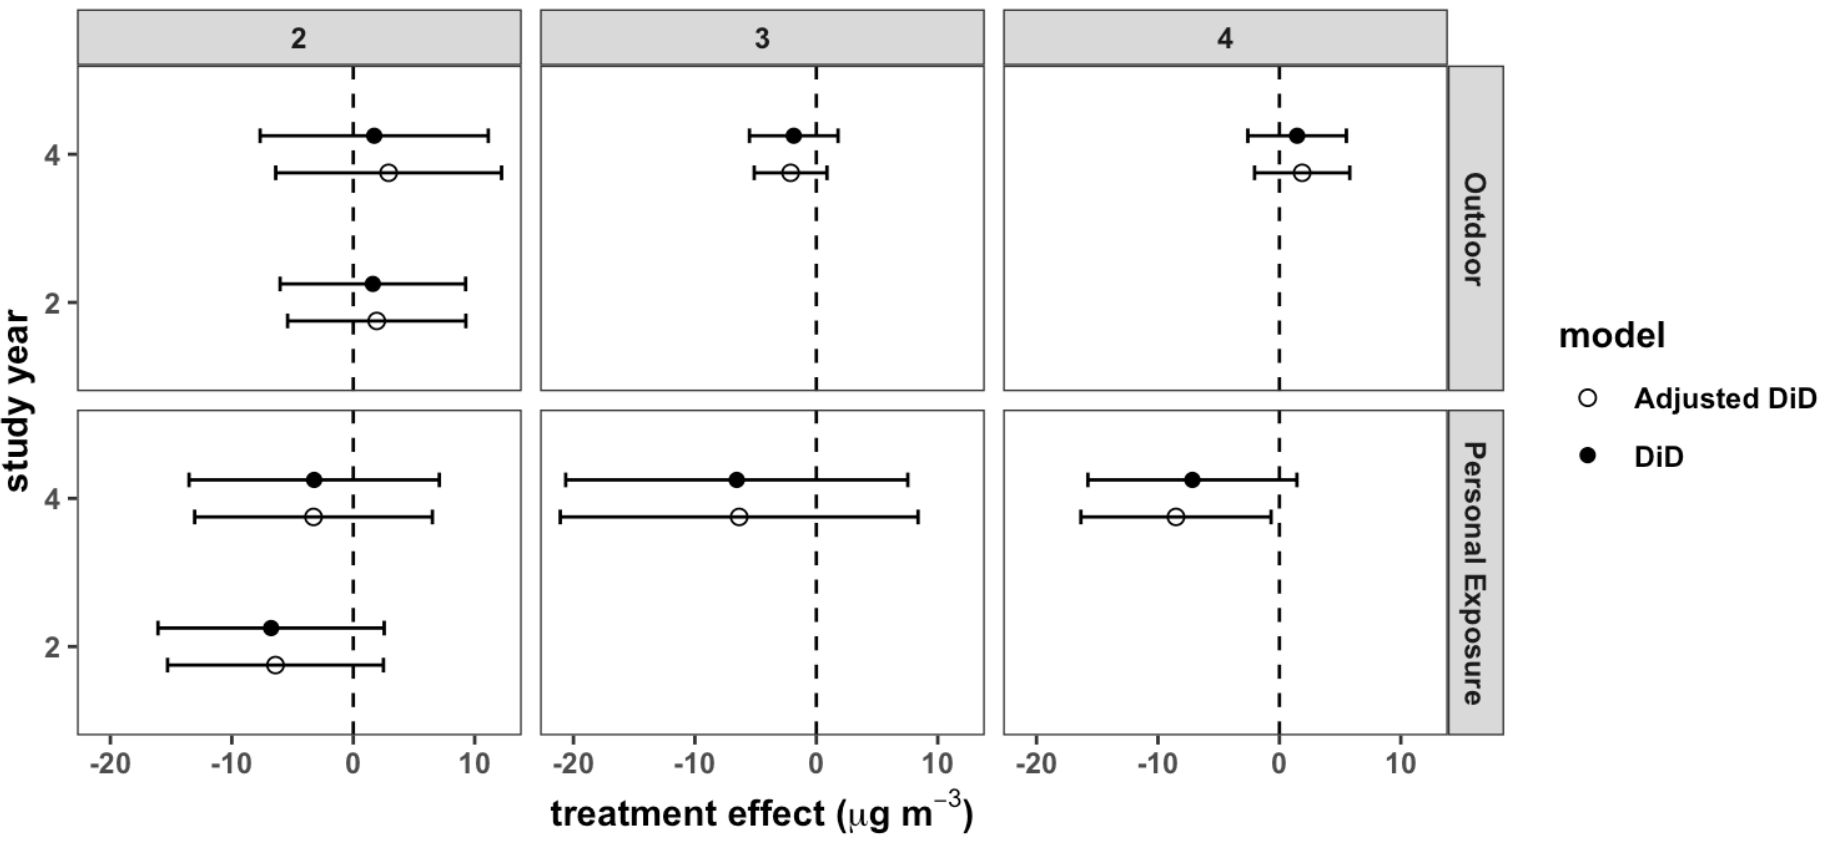 2
3
4
4
2
Outdoor
4
2
Personal Exposure
study year
-20 -10 0 10
-20 -10 0 10
-20 -10 0 10
treatment effect (μg m⁻³)
model
Adjusted DiD
DiD